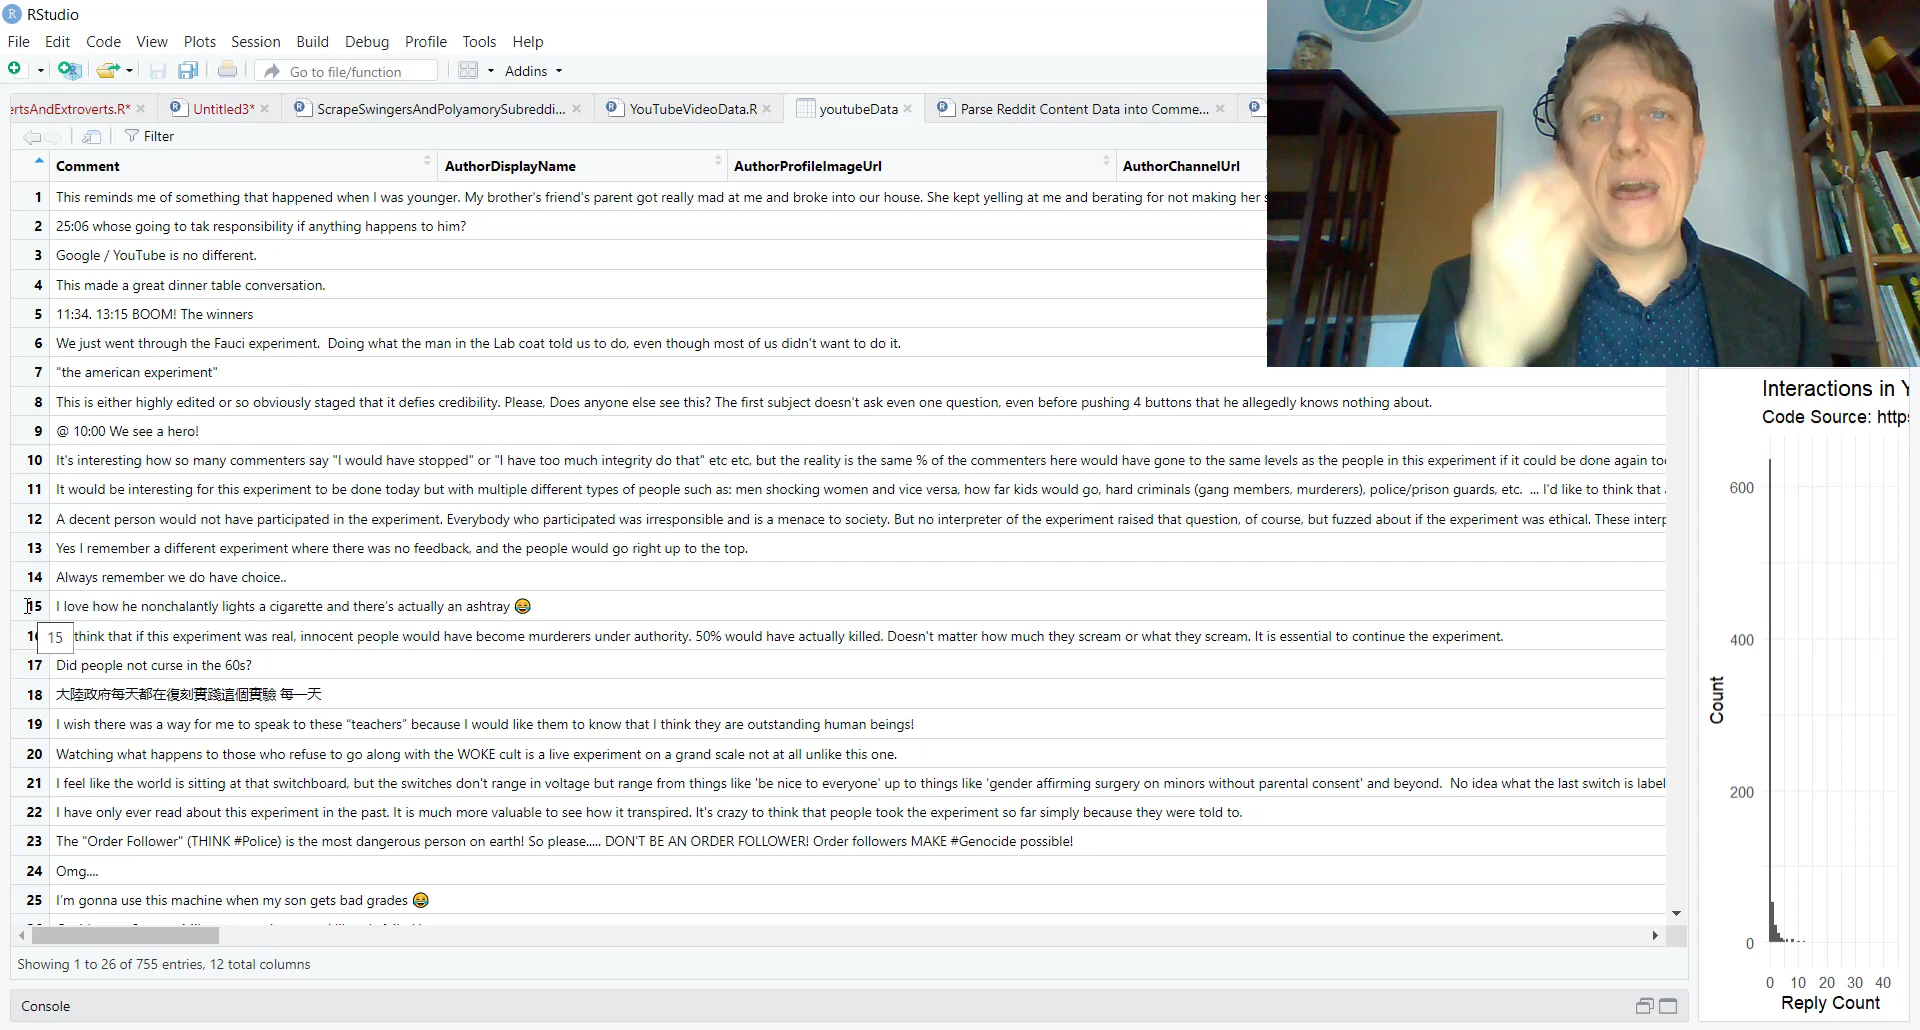 RStudio
File Edit Code View Plots Session Build Debug Profile Tools Help
Go to file/function Addins
ertsAndExtroverts.R* Untitled3* ScrapeSwingersAndPolyamorySubreddi... YouTubeVideoData.R youtubeData Parse Reddit Content Data into Comme...
Filter
Comment AuthorDisplayName AuthorProfileImageUrl AuthorChannelUrl
1 This reminds me of something that happened when I was younger. My brother's friend's parent got really mad at me and broke into our house. She kept yelling at me and berating for not making her s
2 25:06 whose going to tak responsibility if anything happens to him?
3 Google / YouTube is no different.
4 This made a great dinner table conversation.
5 11:34. 13:15 BOOM! The winners
6 We just went through the Fauci experiment.  Doing what the man in the Lab coat told us to do, even though most of us didn't want to do it.
7 "the american experiment"
8 This is either highly edited or so obviously staged that it defies credibility. Please, Does anyone else see this? The first subject doesn't ask even one question, even before pushing 4 buttons that he allegedly knows nothing about.
9 @ 10:00 We see a hero!
10 It's interesting how so many commenters say "I would have stopped" or "I have too much integrity do that" etc etc, but the reality is the same % of the commenters here would have gone to the same levels as the people in this experiment if it could be done again to
11 It would be interesting for this experiment to be done today but with multiple different types of people such as: men shocking women and vice versa, how far kids would go, hard criminals (gang members, murderers), police/prison guards, etc. ... I'd like to think that
12 A decent person would not have participated in the experiment. Everybody who participated was irresponsible and is a menace to society. But no interpreter of the experiment raised that question, of course, but fuzzed about if the experiment was ethical. These interp
13 Yes I remember a different experiment where there was no feedback, and the people would go right up to the top.
14 Always remember we do have choice..
15 I love how he nonchalantly lights a cigarette and there's actually an ashtray 😂
15
think that if this experiment was real, innocent people would have become murderers under authority. 50% would have actually killed. Doesn't matter how much they scream or what they scream. It is essential to continue the experiment.
17 Did people not curse in the 60s?
18 大陸政府每天都在復刻實踐這個實驗 每一天
19 I wish there was a way for me to speak to these “teachers” because I would like them to know that I think they are outstanding human beings!
20 Watching what happens to those who refuse to go along with the WOKE cult is a live experiment on a grand scale not at all unlike this one.
21 I feel like the world is sitting at that switchboard, but the switches don't range in voltage but range from things like 'be nice to everyone' up to things like 'gender affirming surgery on minors without parental consent' and beyond.  No idea what the last switch is label
22 I have only ever read about this experiment in the past. It is much more valuable to see how it transpired. It's crazy to think that people took the experiment so far simply because they were told to.
23 The "Order Follower" (THINK #Police) is the most dangerous person on earth! So please..... DON'T BE AN ORDER FOLLOWER! Order followers MAKE #Genocide possible!
24 Omg....
25 I'm gonna use this machine when my son gets bad grades 😂
Showing 1 to 26 of 755 entries, 12 total columns
Console
Interactions in Y
Code Source: https
600
400
200
0
Count
0 10 20 30 40
Reply Count